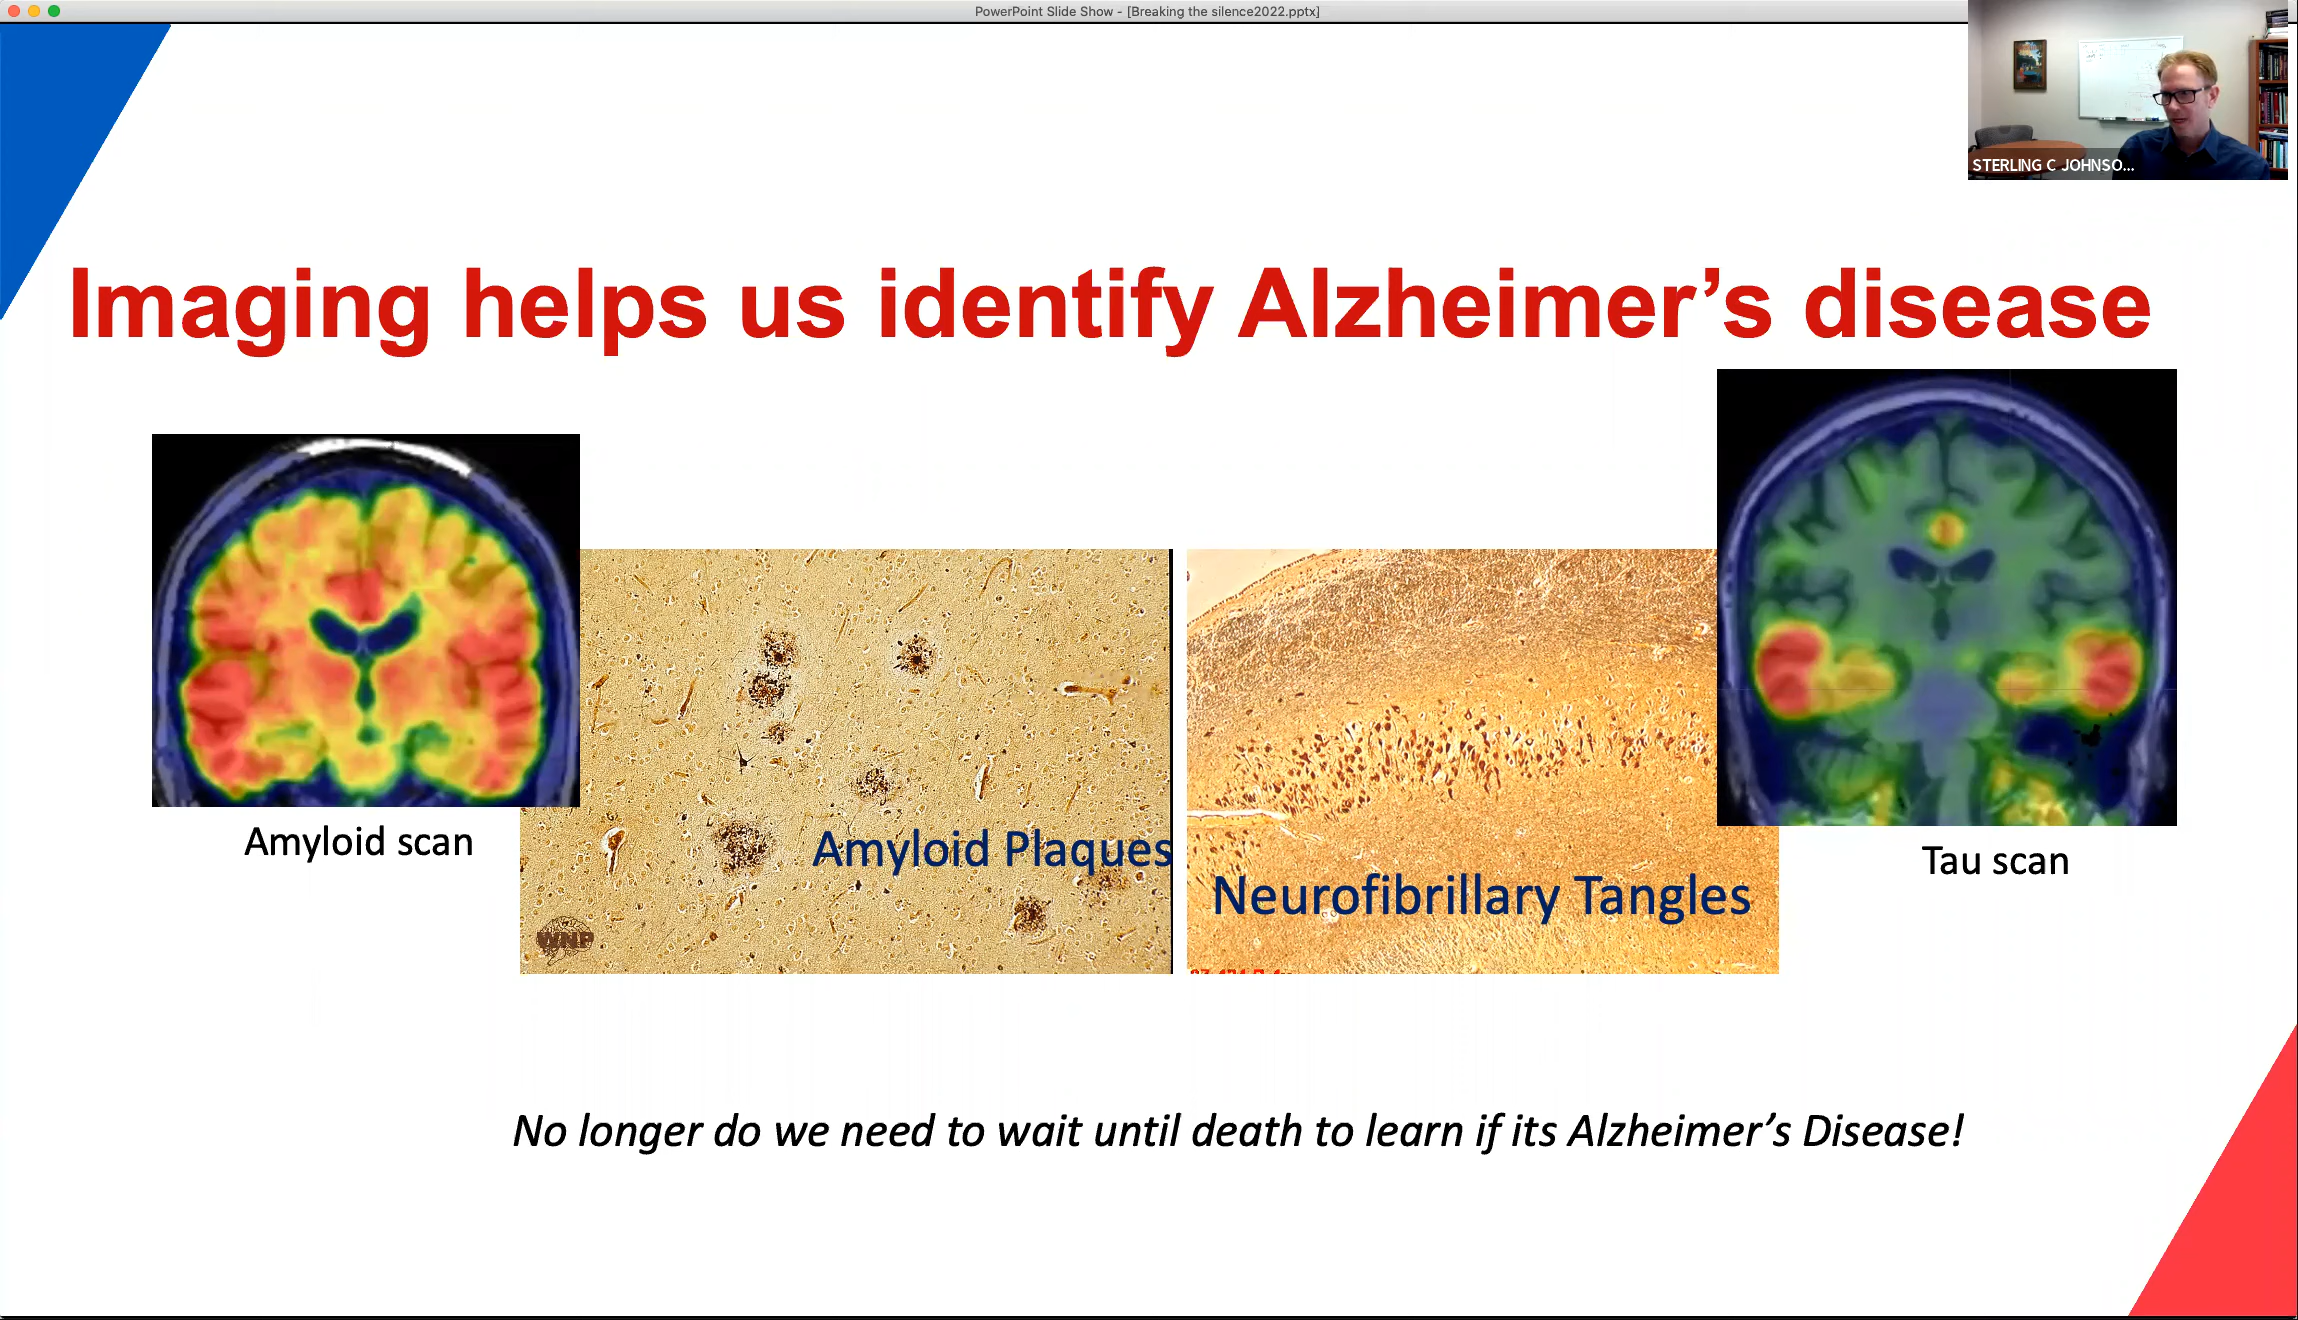 PowerPoint Slide Show - [Breaking the silence2022.pptx]
STERLING C JOHNSO...
Imaging helps us identify Alzheimer’s disease
Amyloid scan
Amyloid Plaques
WNP
Neurofibrillary Tangles
Tau scan
No longer do we need to wait until death to learn if its Alzheimer’s Disease!